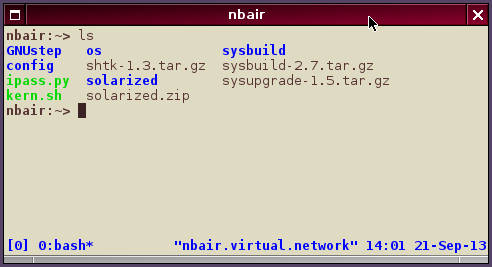 nbair
nbair:~> ls
GNUstep os sysbuild
config shtk-1.3.tar.gz sysbuild-2.7.tar.gz
ipass.py solarized sysupgrade-1.5.tar.gz
kern.sh solarized.zip
nbair:~>
[0] 0:bash* "nbair.virtual.network" 14:01 21-Sep-13